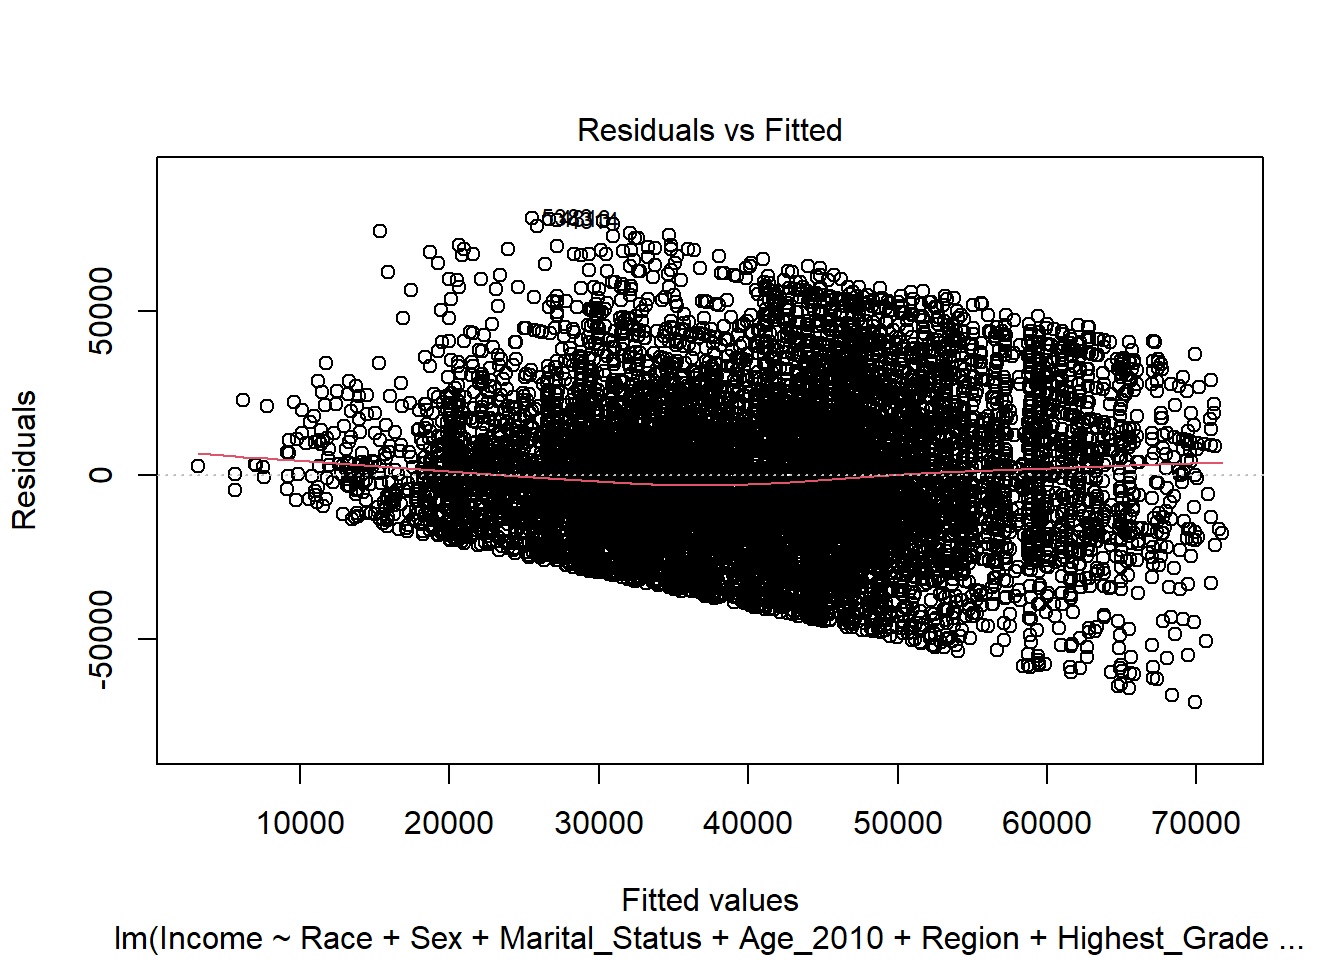 Residuals vs Fitted
Residuals
50000
0
-50000
10000 20000 30000 40000 50000 60000 70000
Fitted values
lm(Income ~ Race + Sex + Marital_Status + Age_2010 + Region + Highest_Grade ...